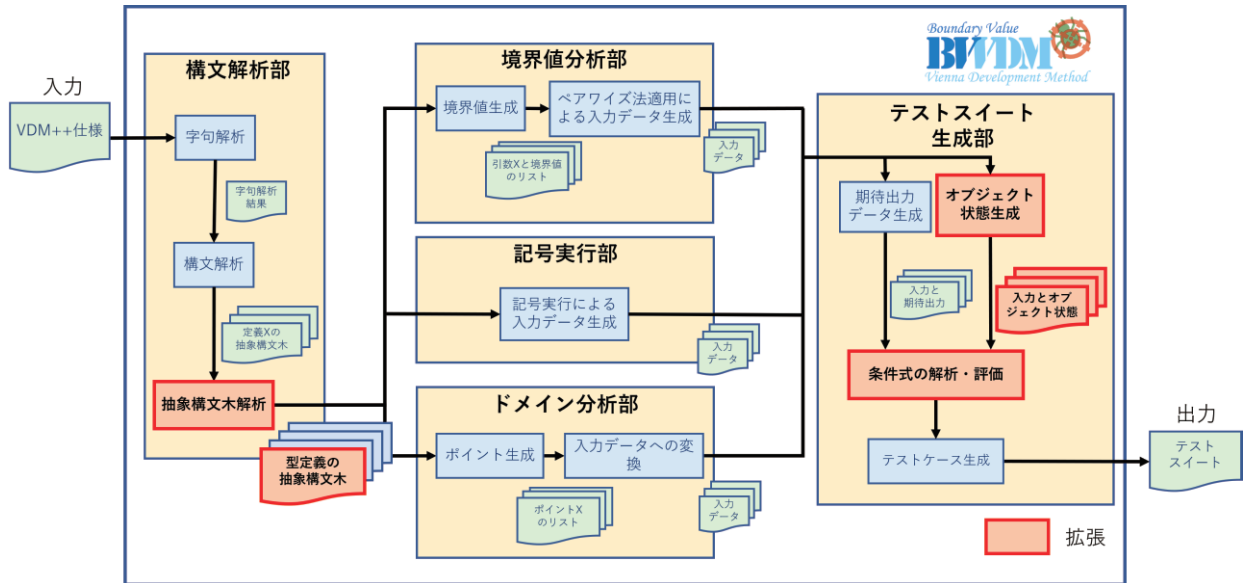 入力
VDM++仕様
構文解析部
字句解析
字句解析
結果
構文解析
定義Xの
抽象構文木
抽象構文木解析
型定義の
抽象構文木
境界値分析部
境界値生成
ペアワイズ法適用に
よる入力データ生成
引数Xと境界値
のリスト
入力
データ
記号実行部
記号実行による
入力データ生成
入力
データ
ドメイン分析部
ポイント生成
入力データへの変
換
ポイントX
のリスト
入力
データ
Boundary Value
BWDM
Vienna Development Method
テストスイート
生成部
期待出力
データ生成
オブジェクト
状態生成
入力と
期待出力
入力とオブ
ジェクト状態
条件式の解析・評価
テストケース生成
出力
テスト
スイート
拡張